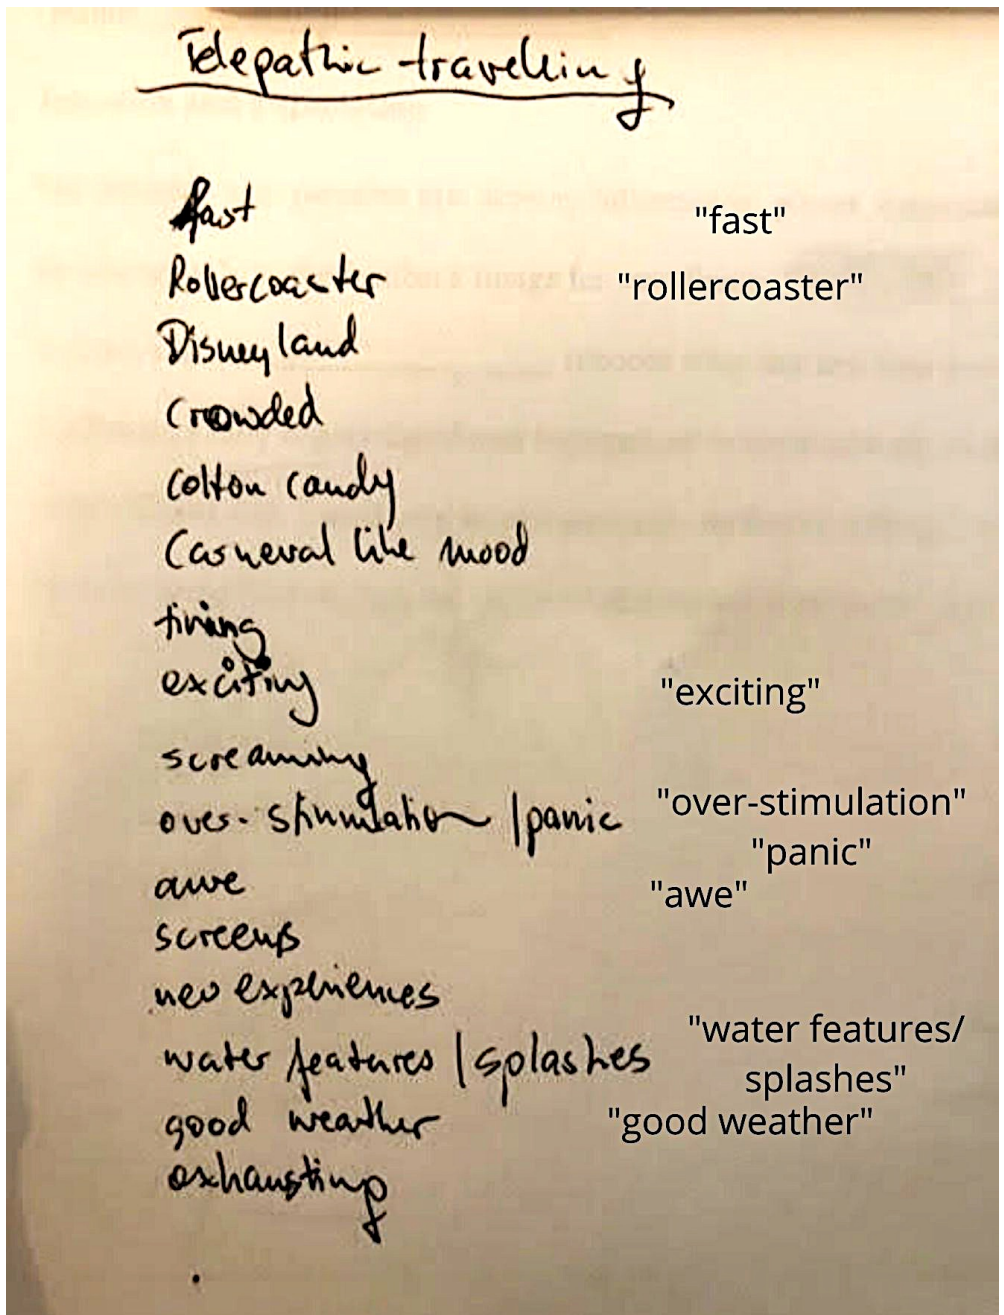 Telepathic travelling
fast "fast"
Rollercoaster "rollercoaster"
Disneyland
Crowded
Cotton candy
Carneval like mood
tiring
exciting "exciting"
screaming
over-stimulation / panic "over-stimulation"
"panic"
awe "awe"
screens
new experiences
water features / splashes "water features/
splashes"
good weather "good weather"
exhausting